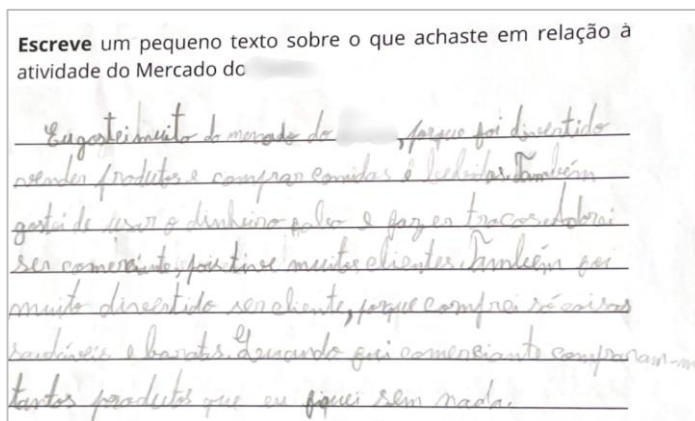 Escreve um pequeno texto sobre o que achaste em relação à
atividade do Mercado do
Eu gostei muito do mercado do , porque foi divertido
vender produtos e comprar comidas e bebidas. Também
gostei de usar o dinheiro falso e fazer trocas. Adorei
ser comerciante, pois tive muitos clientes. Também foi
muito divertido ser cliente, porque comprei só coisas
saudáveis e baratas. Quando fui comerciante compraram-m
tantos produtos que eu fiquei sem nada.